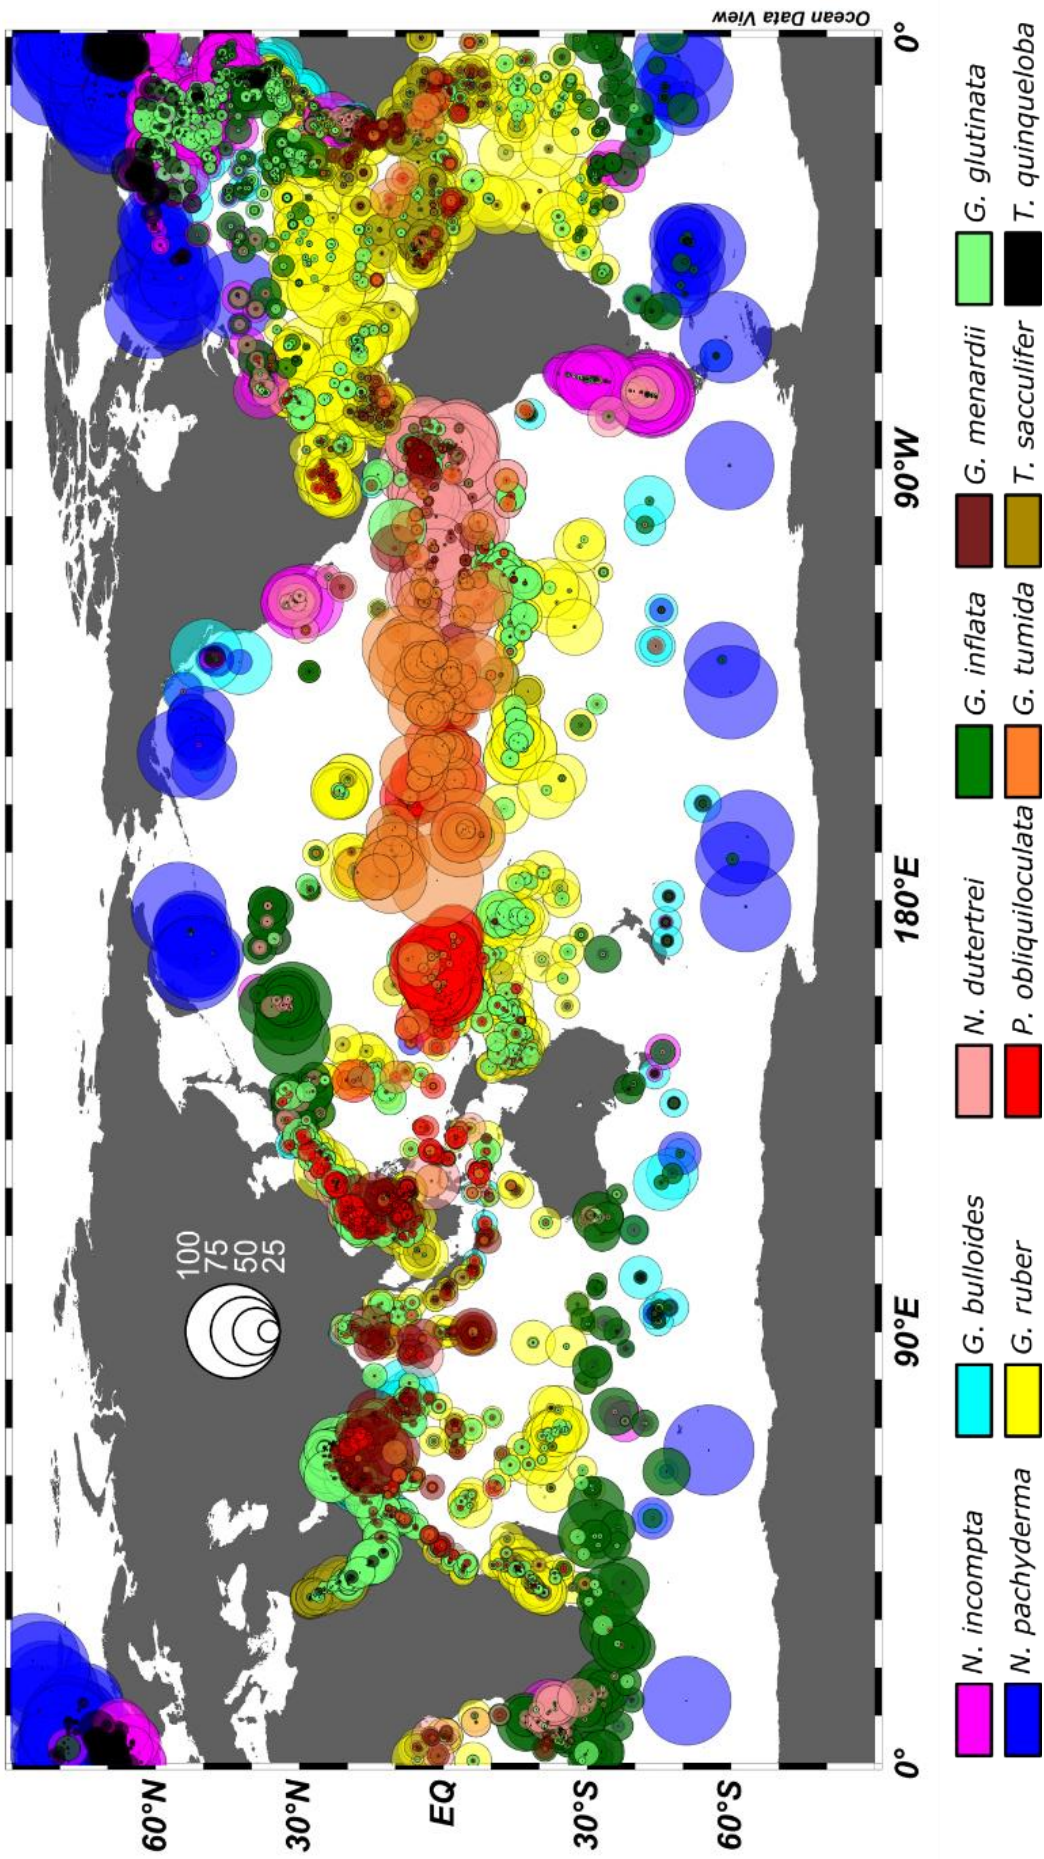 Ocean Data View
60°N
30°N
EQ
30°S
60°S
100
75
50
25
0°
90°E
180°E
90°W
0°
N. incompta
G. bulloides
N. dutertrei
G. inflata
G. menardii
G. glutinata
N. pachyderma
G. ruber
P. obliquiloculata
G. tumida
T. sacculifer
T. quinqueloba